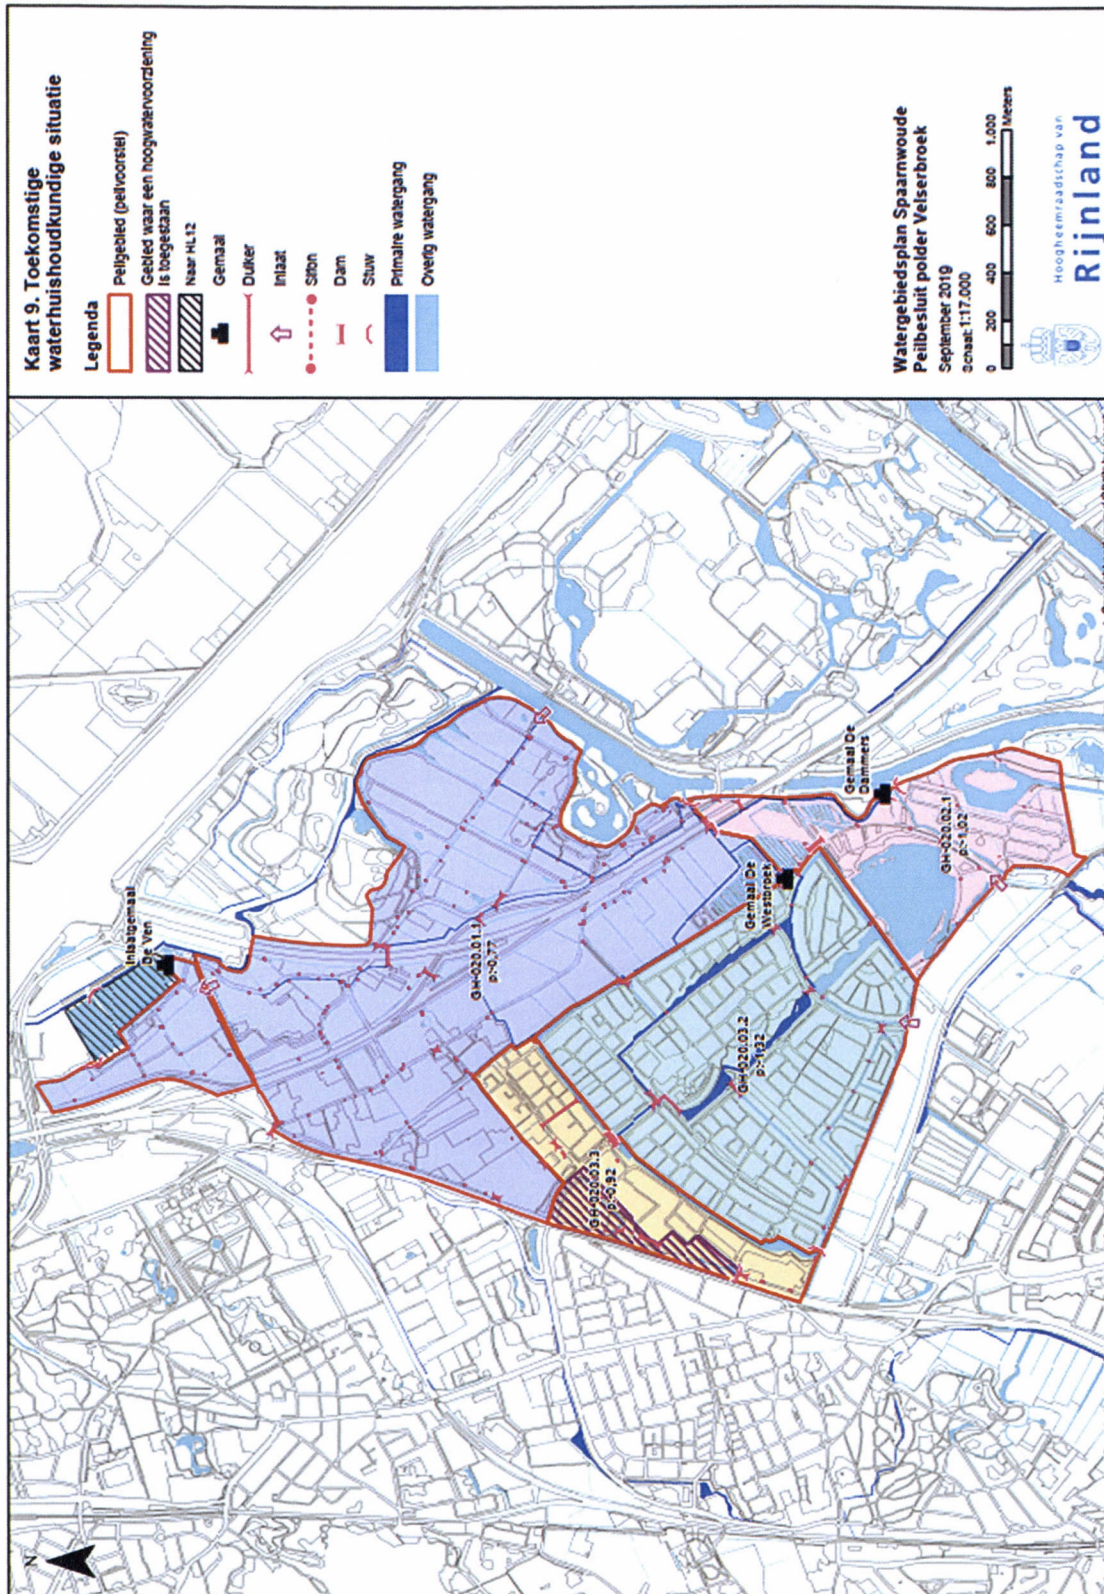 Kaart 9. Toekomstige
waterhuishoudkundige situatie
Legenda
Peilgebied (peilvoorstel)
Gebied waar een hoogwatervoorziening
is toegestaan
Naar HL12
Gemaal
Duiker
Inlaat
Sifon
Dam
Stuw
Primaire watergang
Overig watergang
Watergebiedsplan Spaarnwoude
Peilbesluit polder Velserbroek
September 2019
Schaal: 1:17.000
0 200 400 600 800 1.000
Meters
Hoogheemraadschap van
Rijnland
N
Inlaatgemaal
De Ven
GH-020.01.1
p:-0,77
GH-020.03.3
p:-0,92
GH-020.03.2
p:-1,32
Gemaal De
Westbroek
Gemaal De
Dammers
GH-020.02.1
p:-1,02